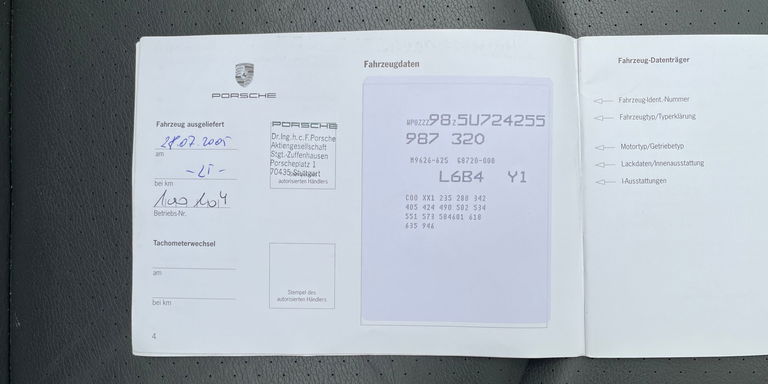 PORSCHE
Fahrzeug ausgeliefert
28.07.2005
am
- 25 -
bei km
Betriebs-Nr.
PORSCHE
Dr.Ing.h.c.F.Porsche
Aktiengesellschaft
Stgt.-Zuffenhausen
Porscheplatz 1
70435 Stuttgart
autorisierten Händlers
Tachometerwechsel
am
bei km
Stempel des
autorisierten Händlers
4
Fahrzeugdaten
WP0ZZZ98Z5U724255
987 320
M9626-625 G8720-000
L6B4 Y1
C00 XX1 235 288 342
405 424 490 502 534
551 573 584601 618
635 946
Fahrzeug-Datenträger
Fahrzeug-Ident.-Nummer
Fahrzeugtyp/Typerklärung
Motortyp/Getriebetyp
Lackdaten/Innenausstattung
I-Ausstattungen